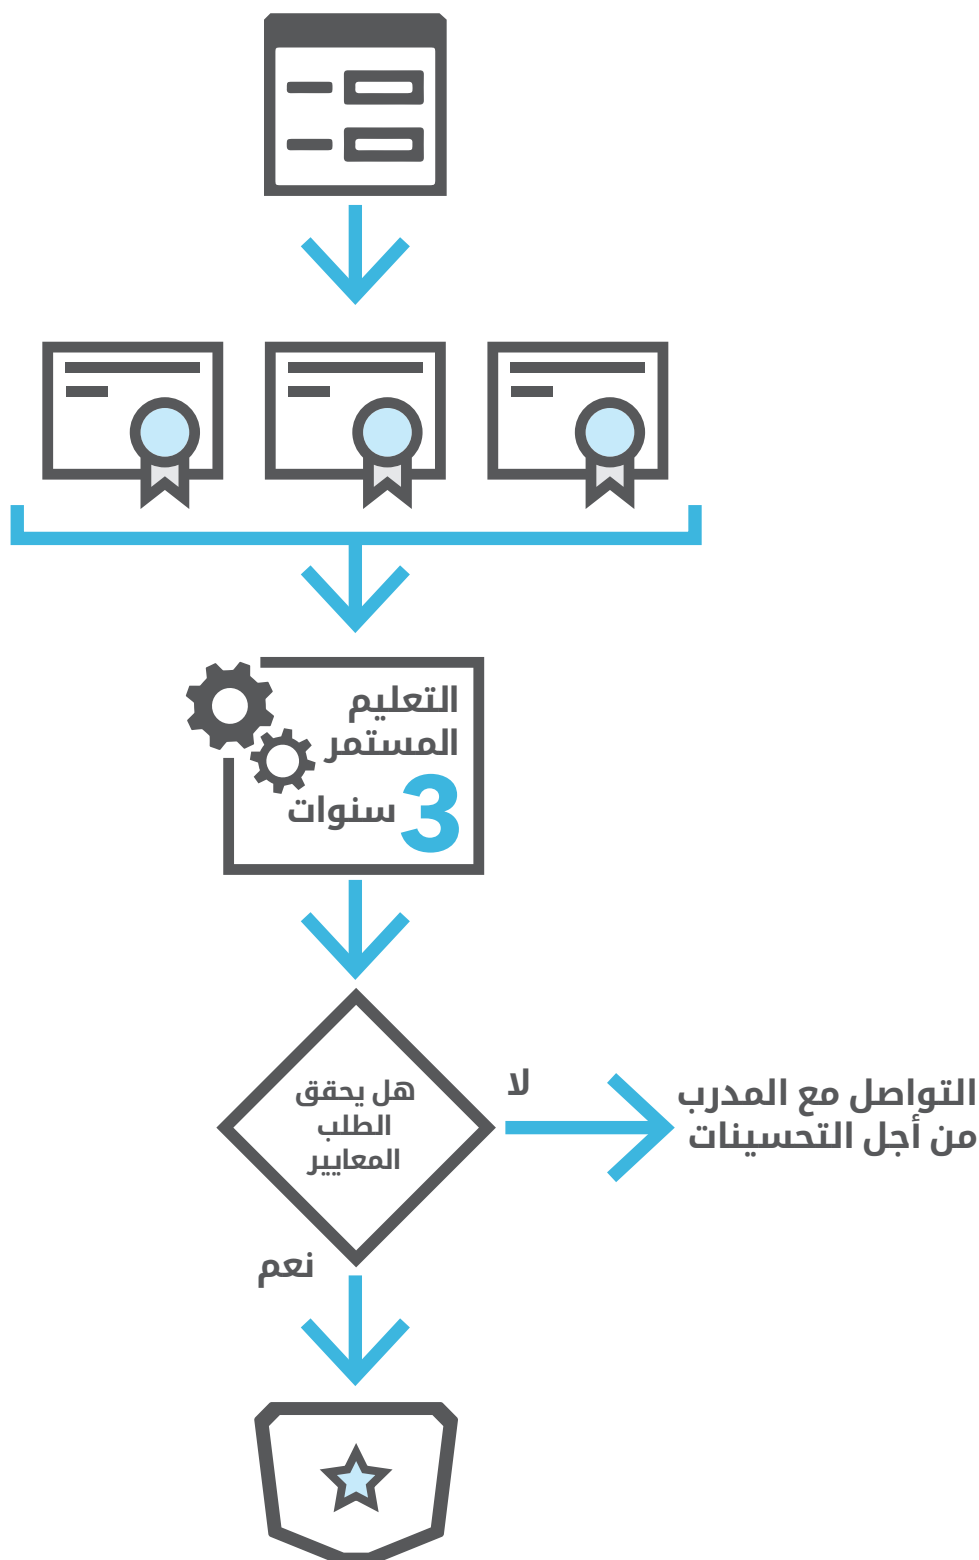 التعليم
المستمر
3 سنوات
هل يحقق
الطلب
المعايير
لا
التواصل مع المدرب
من أجل التحسينات
نعم